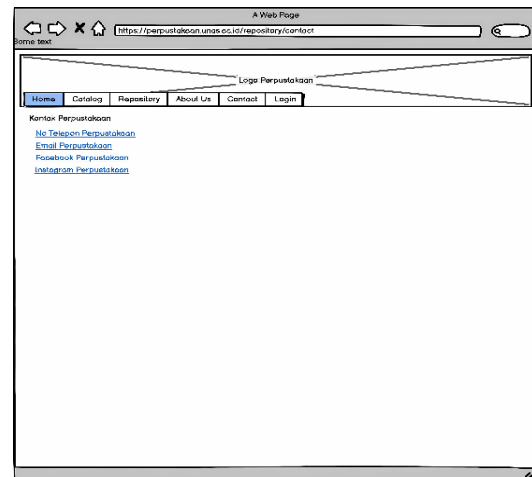 A Web Page
https://perpustakaan.unas.ac.id/repository/contact
Some text
Logo Perpustakaan
Home Catalog Repository About Us Contact Login
Kontak Perpustakaan
No Telepon Perpustakaan
Email Perpustakaan
Facebook Perpustakaan
Instagram Perpustakaan